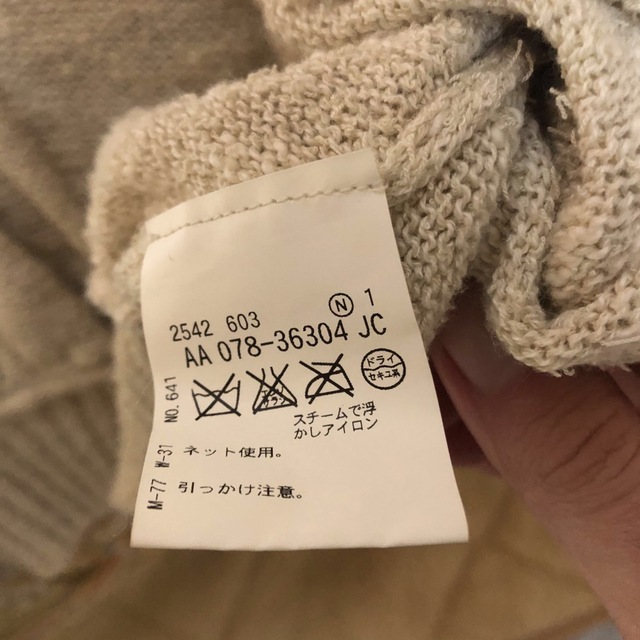 2542 603 Ⓝ 1
AA 078-36304 JC
ドライ
セキユ系
スチームで浮
かしアイロン
ネット使用。
引っかけ注意。
M-77 W-31 NO.641